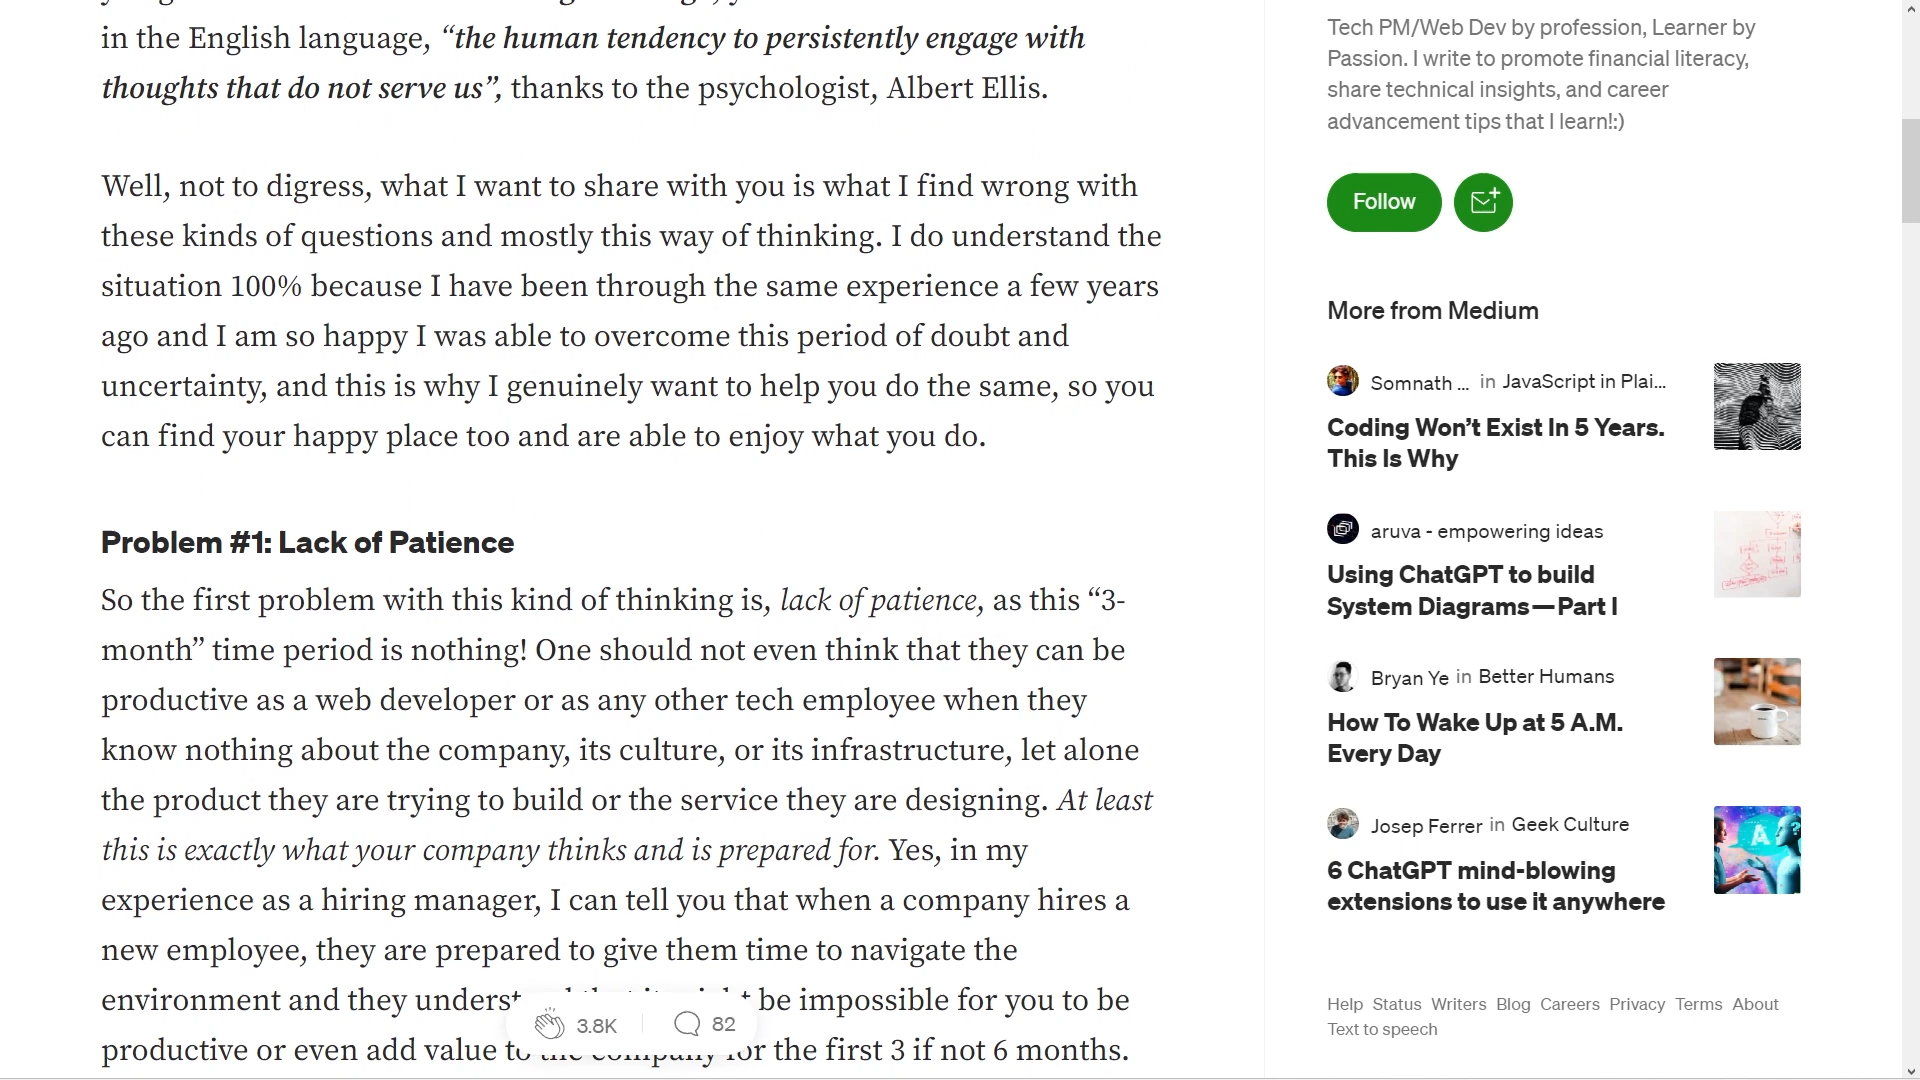 in the English language, “the human tendency to persistently engage with
thoughts that do not serve us”, thanks to the psychologist, Albert Ellis.
Well, not to digress, what I want to share with you is what I find wrong with
these kinds of questions and mostly this way of thinking. I do understand the
situation 100% because I have been through the same experience a few years
ago and I am so happy I was able to overcome this period of doubt and
uncertainty, and this is why I genuinely want to help you do the same, so you
can find your happy place too and are able to enjoy what you do.
Problem #1: Lack of Patience
So the first problem with this kind of thinking is, lack of patience, as this “3-
month” time period is nothing! One should not even think that they can be
productive as a web developer or as any other tech employee when they
know nothing about the company, its culture, or its infrastructure, let alone
the product they are trying to build or the service they are designing. At least
this is exactly what your company thinks and is prepared for. Yes, in my
experience as a hiring manager, I can tell you that when a company hires a
new employee, they are prepared to give them time to navigate the
environment and they be impossible for you to be
productive or even add value to the company for the first 3 if not 6 months.
3.8K
82
Tech PM/Web Dev by profession, Learner by
Passion. I write to promote financial literacy,
share technical insights, and career
advancement tips that I learn!:)
Follow
More from Medium
Somnath ... in JavaScript in Plai...
Coding Won’t Exist In 5 Years.
This Is Why
aruva - empowering ideas
Using ChatGPT to build
System Diagrams — Part I
Bryan Ye in Better Humans
How To Wake Up at 5 A.M.
Every Day
Josep Ferrer in Geek Culture
6 ChatGPT mind-blowing
extensions to use it anywhere
Help Status Writers Blog Careers Privacy Terms About
Text to speech